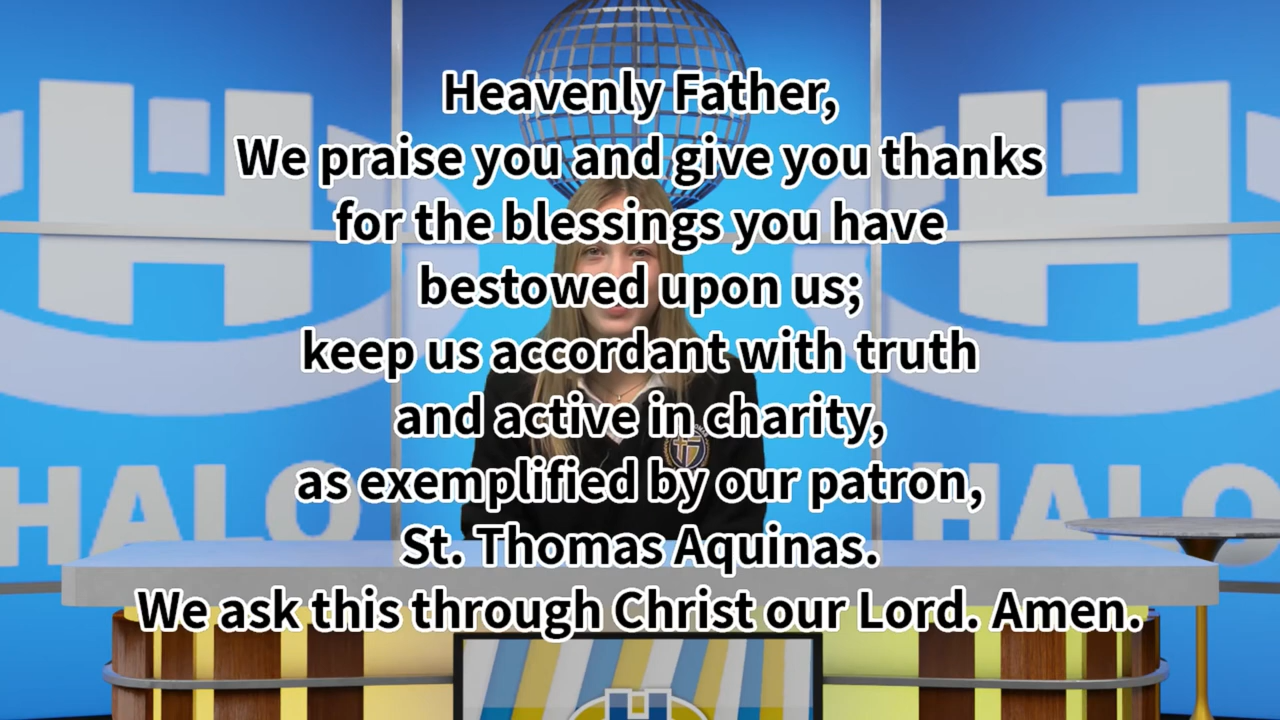 Heavenly Father,
We praise you and give you thanks
for the blessings you have
bestowed upon us;
keep us accordant with truth
and active in charity,
as exemplified by our patron,
St. Thomas Aquinas.
We ask this through Christ our Lord. Amen.
H
H
HALO
HALO
H